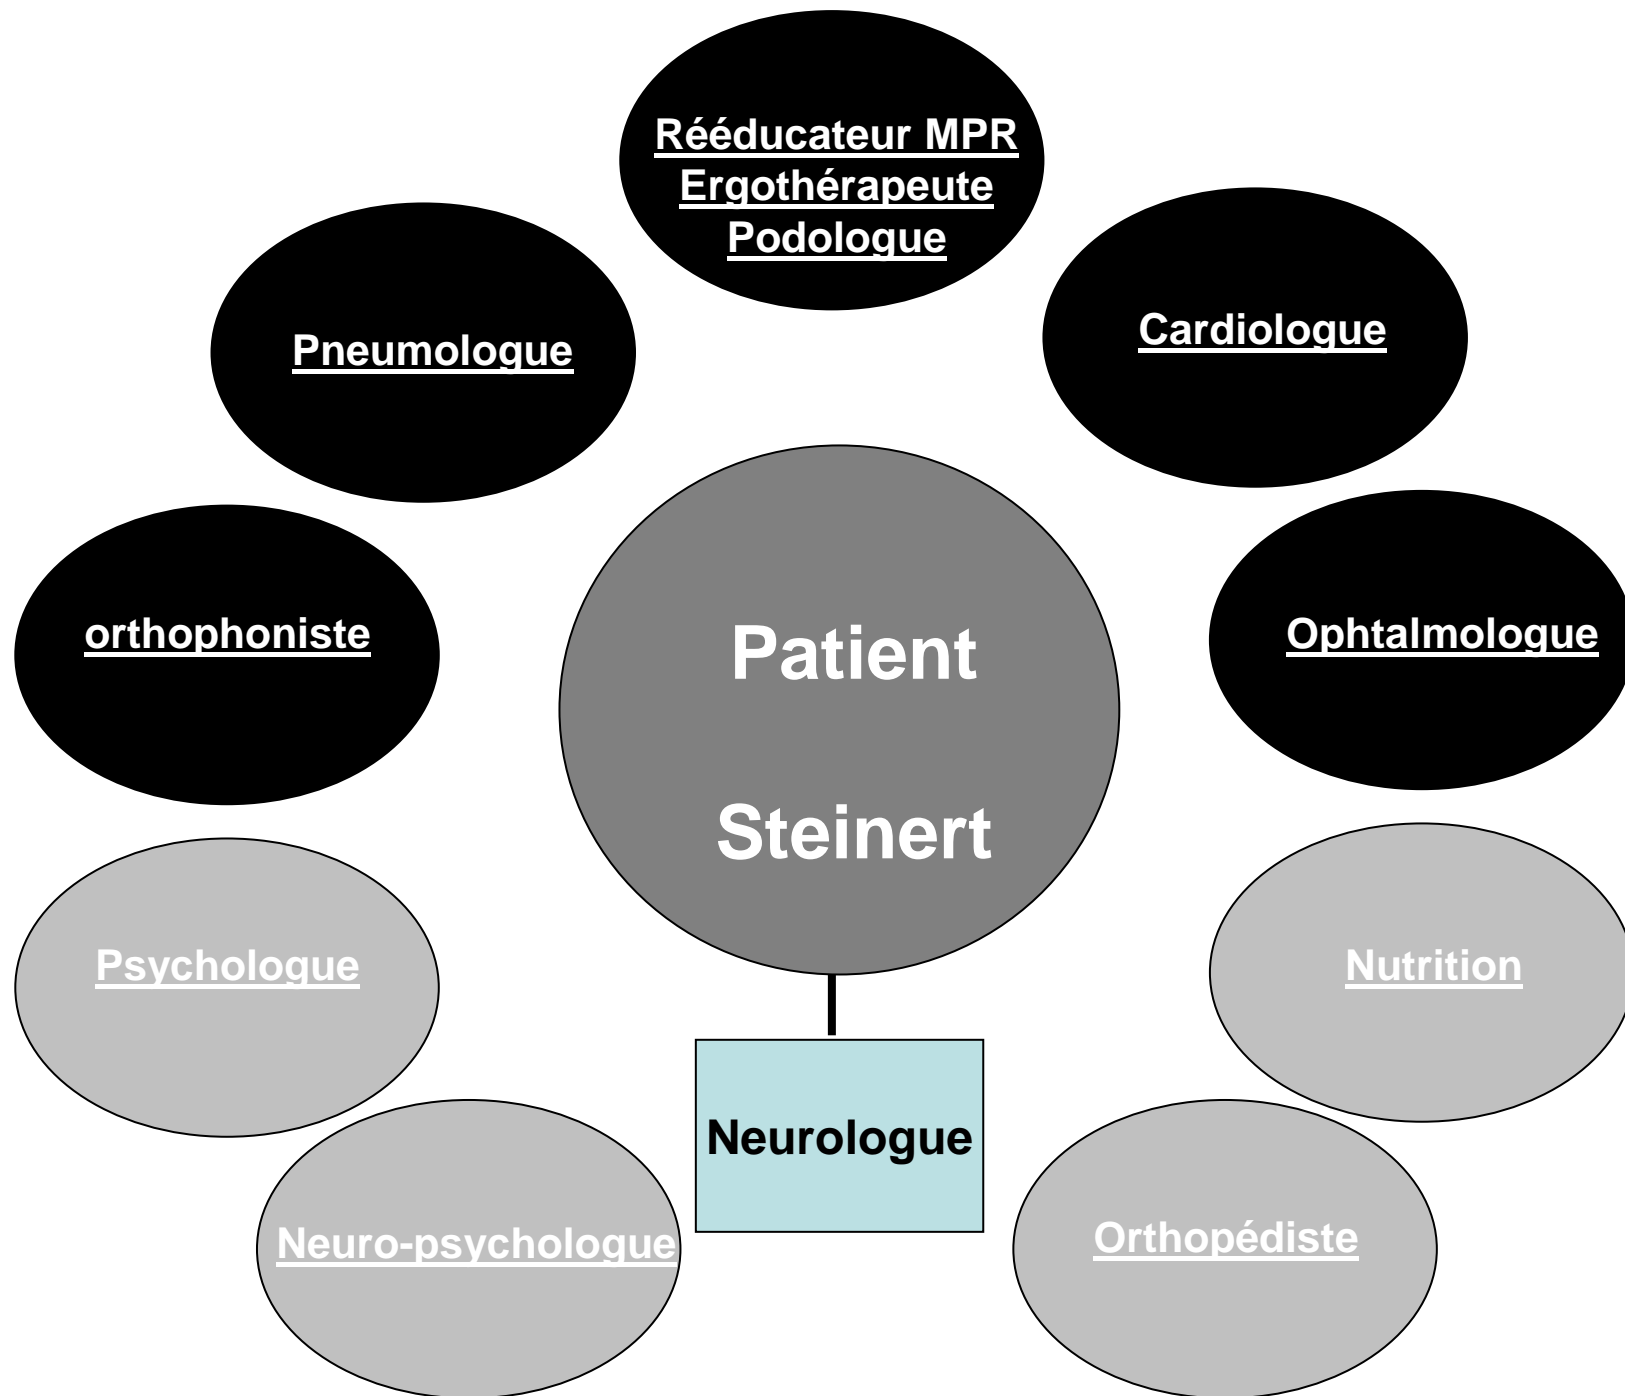 Rééducateur MPR
Ergothérapeute
Podologue
Pneumologue
Cardiologue
orthophoniste
Ophtalmologue
Patient
Steinert
Psychologue
Nutrition
Neurologue
Neuro-psychologue
Orthopédiste